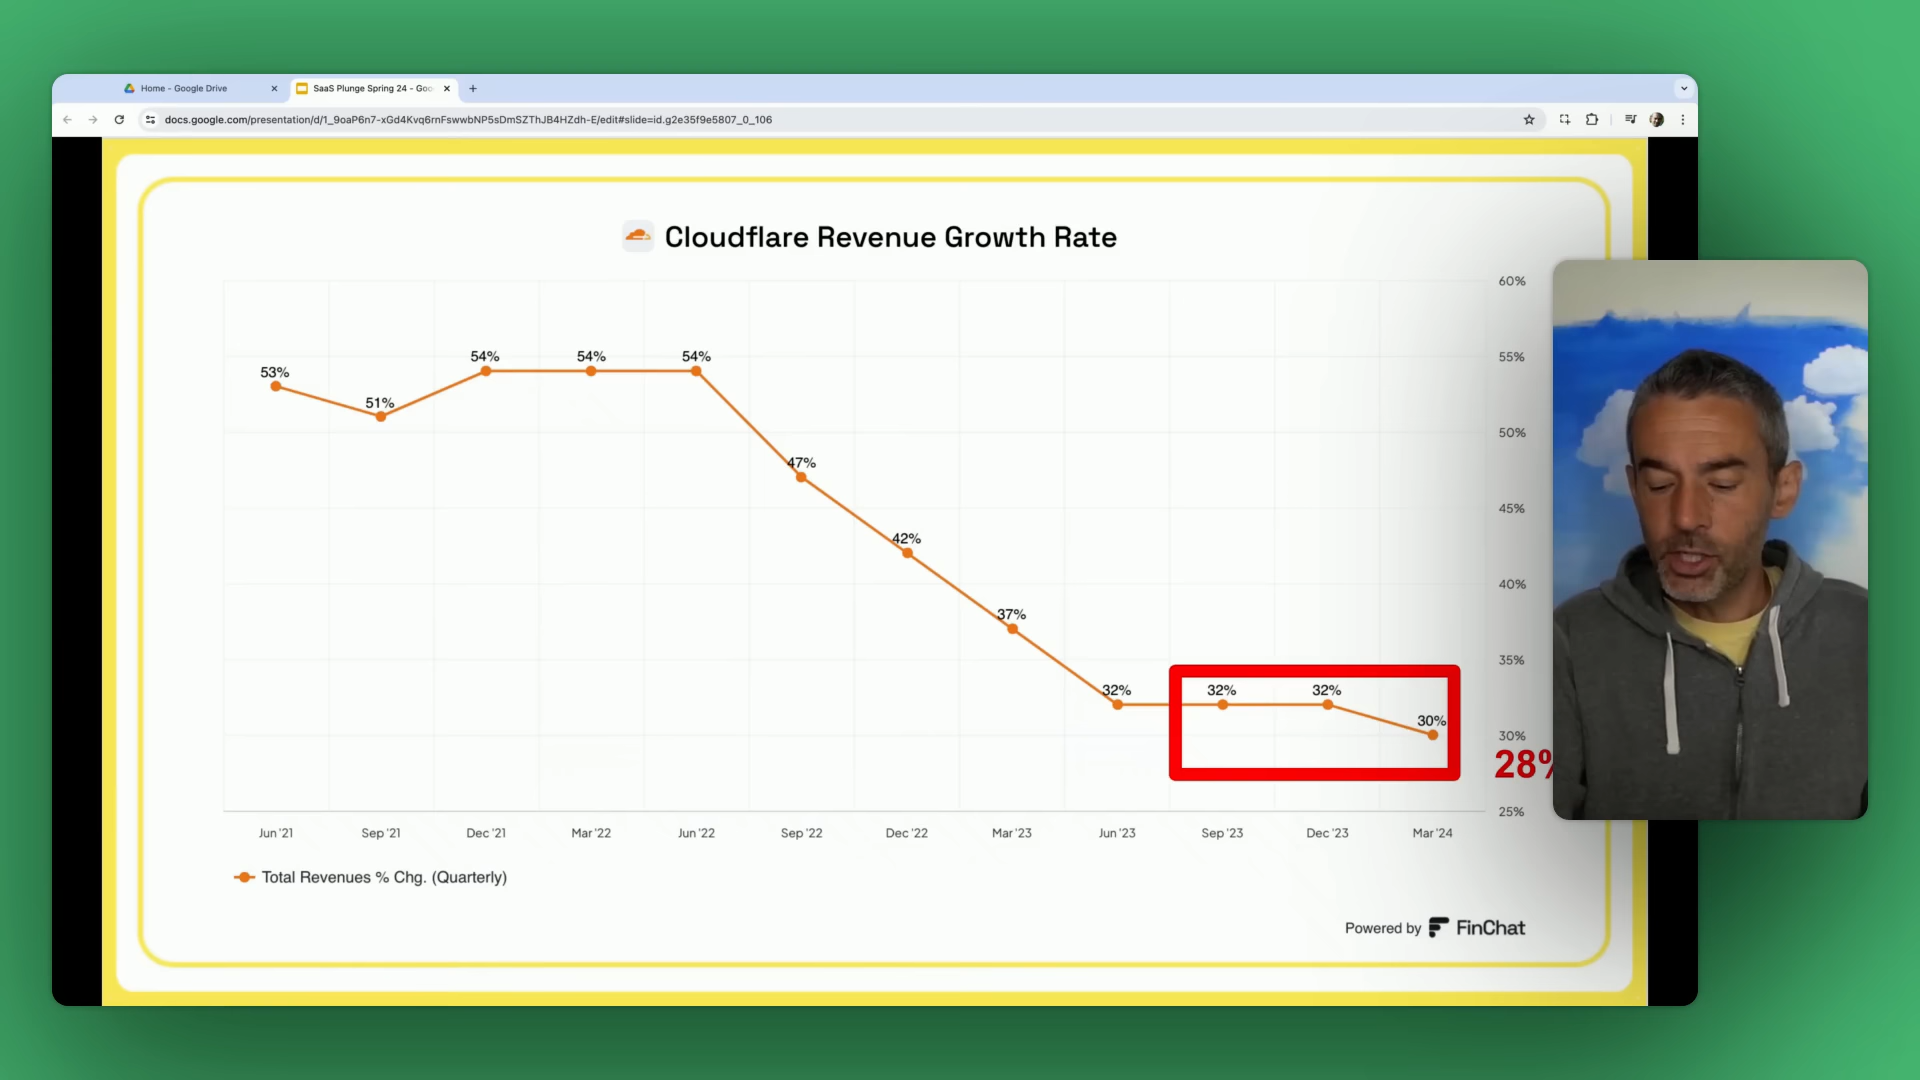 Home - Google Drive
SaaS Plunge Spring 24 - Goo
docs.google.com/presentation/d/1_9oaP6n7-xGd4Kvq6rnFswwbNP5sDmSZThJB4HZdh-E/edit#slide=id.g2e35f9e5807_0_106
Cloudflare Revenue Growth Rate
60%
55%
50%
45%
40%
35%
30%
25%
53%
51%
54%
54%
54%
47%
42%
37%
32%
32%
32%
30%
28%
Jun '21
Sep '21
Dec '21
Mar '22
Jun '22
Sep '22
Dec '22
Mar '23
Jun '23
Sep '23
Dec '23
Mar '24
Total Revenues % Chg. (Quarterly)
Powered by FinChat